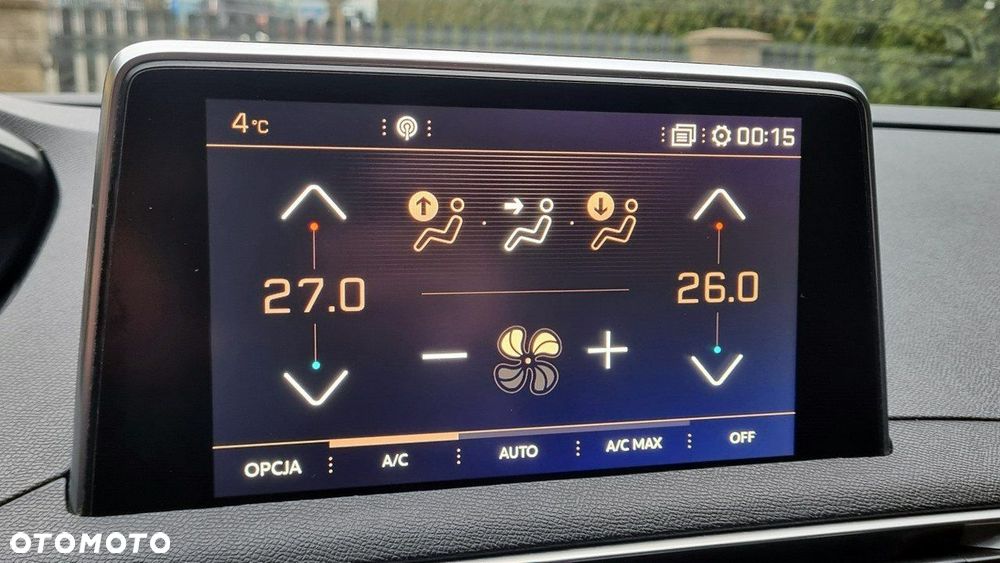 4°C
00:15
27.0
26.0
OPCJA
A/C
AUTO
A/C MAX
OFF
OTOMOTO